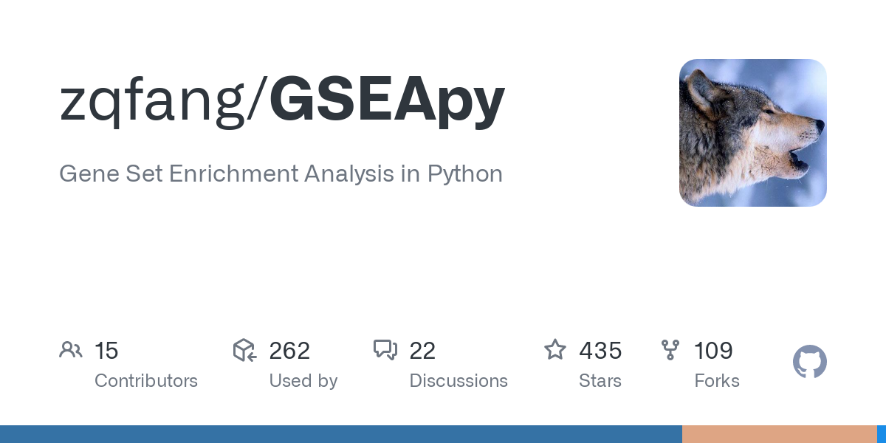 zqfang/GSEApy
Gene Set Enrichment Analysis in Python
15 262 22 435 109
Contributors Used by Discussions Stars Forks